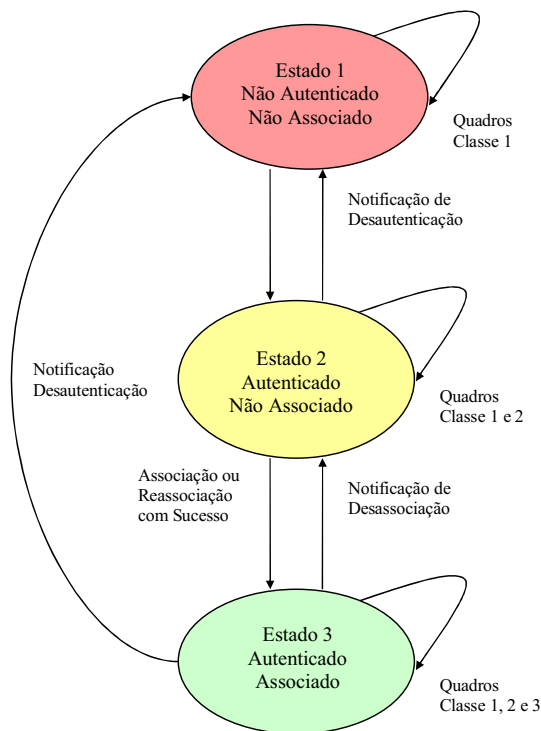 Estado 1
Não Autenticado
Não Associado
Quadros
Classe 1
Notificação de
Desautenticação
Estado 2
Autenticado
Não Associado
Notificação
Desautenticação
Quadros
Classe 1 e 2
Associação ou
Reassociação
com Sucesso
Notificação de
Desassociação
Estado 3
Autenticado
Associado
Quadros
Classe 1, 2 e 3